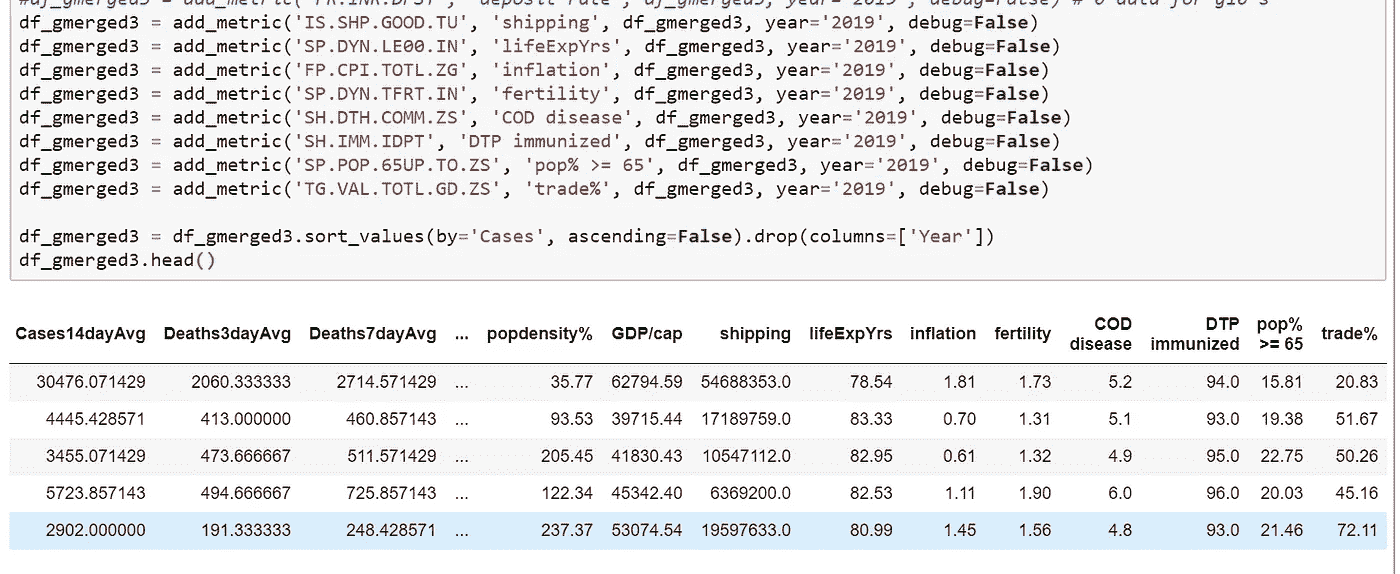 #df_gmerged3 = add_metric('FR.INR.DPST', 'deposit rate', df_gmerged3, year='2019', debug=False) # 0 data for g10's
df_gmerged3 = add_metric('IS.SHP.GOOD.TU', 'shipping', df_gmerged3, year='2019', debug=False)
df_gmerged3 = add_metric('SP.DYN.LE00.IN', 'lifeExpYrs', df_gmerged3, year='2019', debug=False)
df_gmerged3 = add_metric('FP.CPI.TOTL.ZG', 'inflation', df_gmerged3, year='2019', debug=False)
df_gmerged3 = add_metric('SP.DYN.TFRT.IN', 'fertility', df_gmerged3, year='2019', debug=False)
df_gmerged3 = add_metric('SH.DTH.COMM.ZS', 'COD disease', df_gmerged3, year='2019', debug=False)
df_gmerged3 = add_metric('SH.IMM.IDPT', 'DTP immunized', df_gmerged3, year='2019', debug=False)
df_gmerged3 = add_metric('SP.POP.65UP.TO.ZS', 'pop% >= 65', df_gmerged3, year='2019', debug=False)
df_gmerged3 = add_metric('TG.VAL.TOTL.GD.ZS', 'trade%', df_gmerged3, year='2019', debug=False)
df_gmerged3 = df_gmerged3.sort_values(by='Cases', ascending=False).drop(columns=['Year'])
df_gmerged3.head()
Cases14dayAvg Deaths3dayAvg Deaths7dayAvg ... popdensity% GDP/cap shipping lifeExpYrs inflation fertility COD disease DTP immunized pop% >= 65 trade%
30476.071429 2060.333333 2714.571429 ... 35.77 62794.59 54688353.0 78.54 1.81 1.73 5.2 94.0 15.81 20.83
4445.428571 413.000000 460.857143 ... 93.53 39715.44 17189759.0 83.33 0.70 1.31 5.1 93.0 19.38 51.67
3455.071429 473.666667 511.571429 ... 205.45 41830.43 10547112.0 82.95 0.61 1.32 4.9 95.0 22.75 50.26
5723.857143 494.666667 725.857143 ... 122.34 45342.40 6369200.0 82.53 1.11 1.90 6.0 96.0 20.03 45.16
2902.000000 191.333333 248.428571 ... 237.37 53074.54 19597633.0 80.99 1.45 1.56 4.8 93.0 21.46 72.11